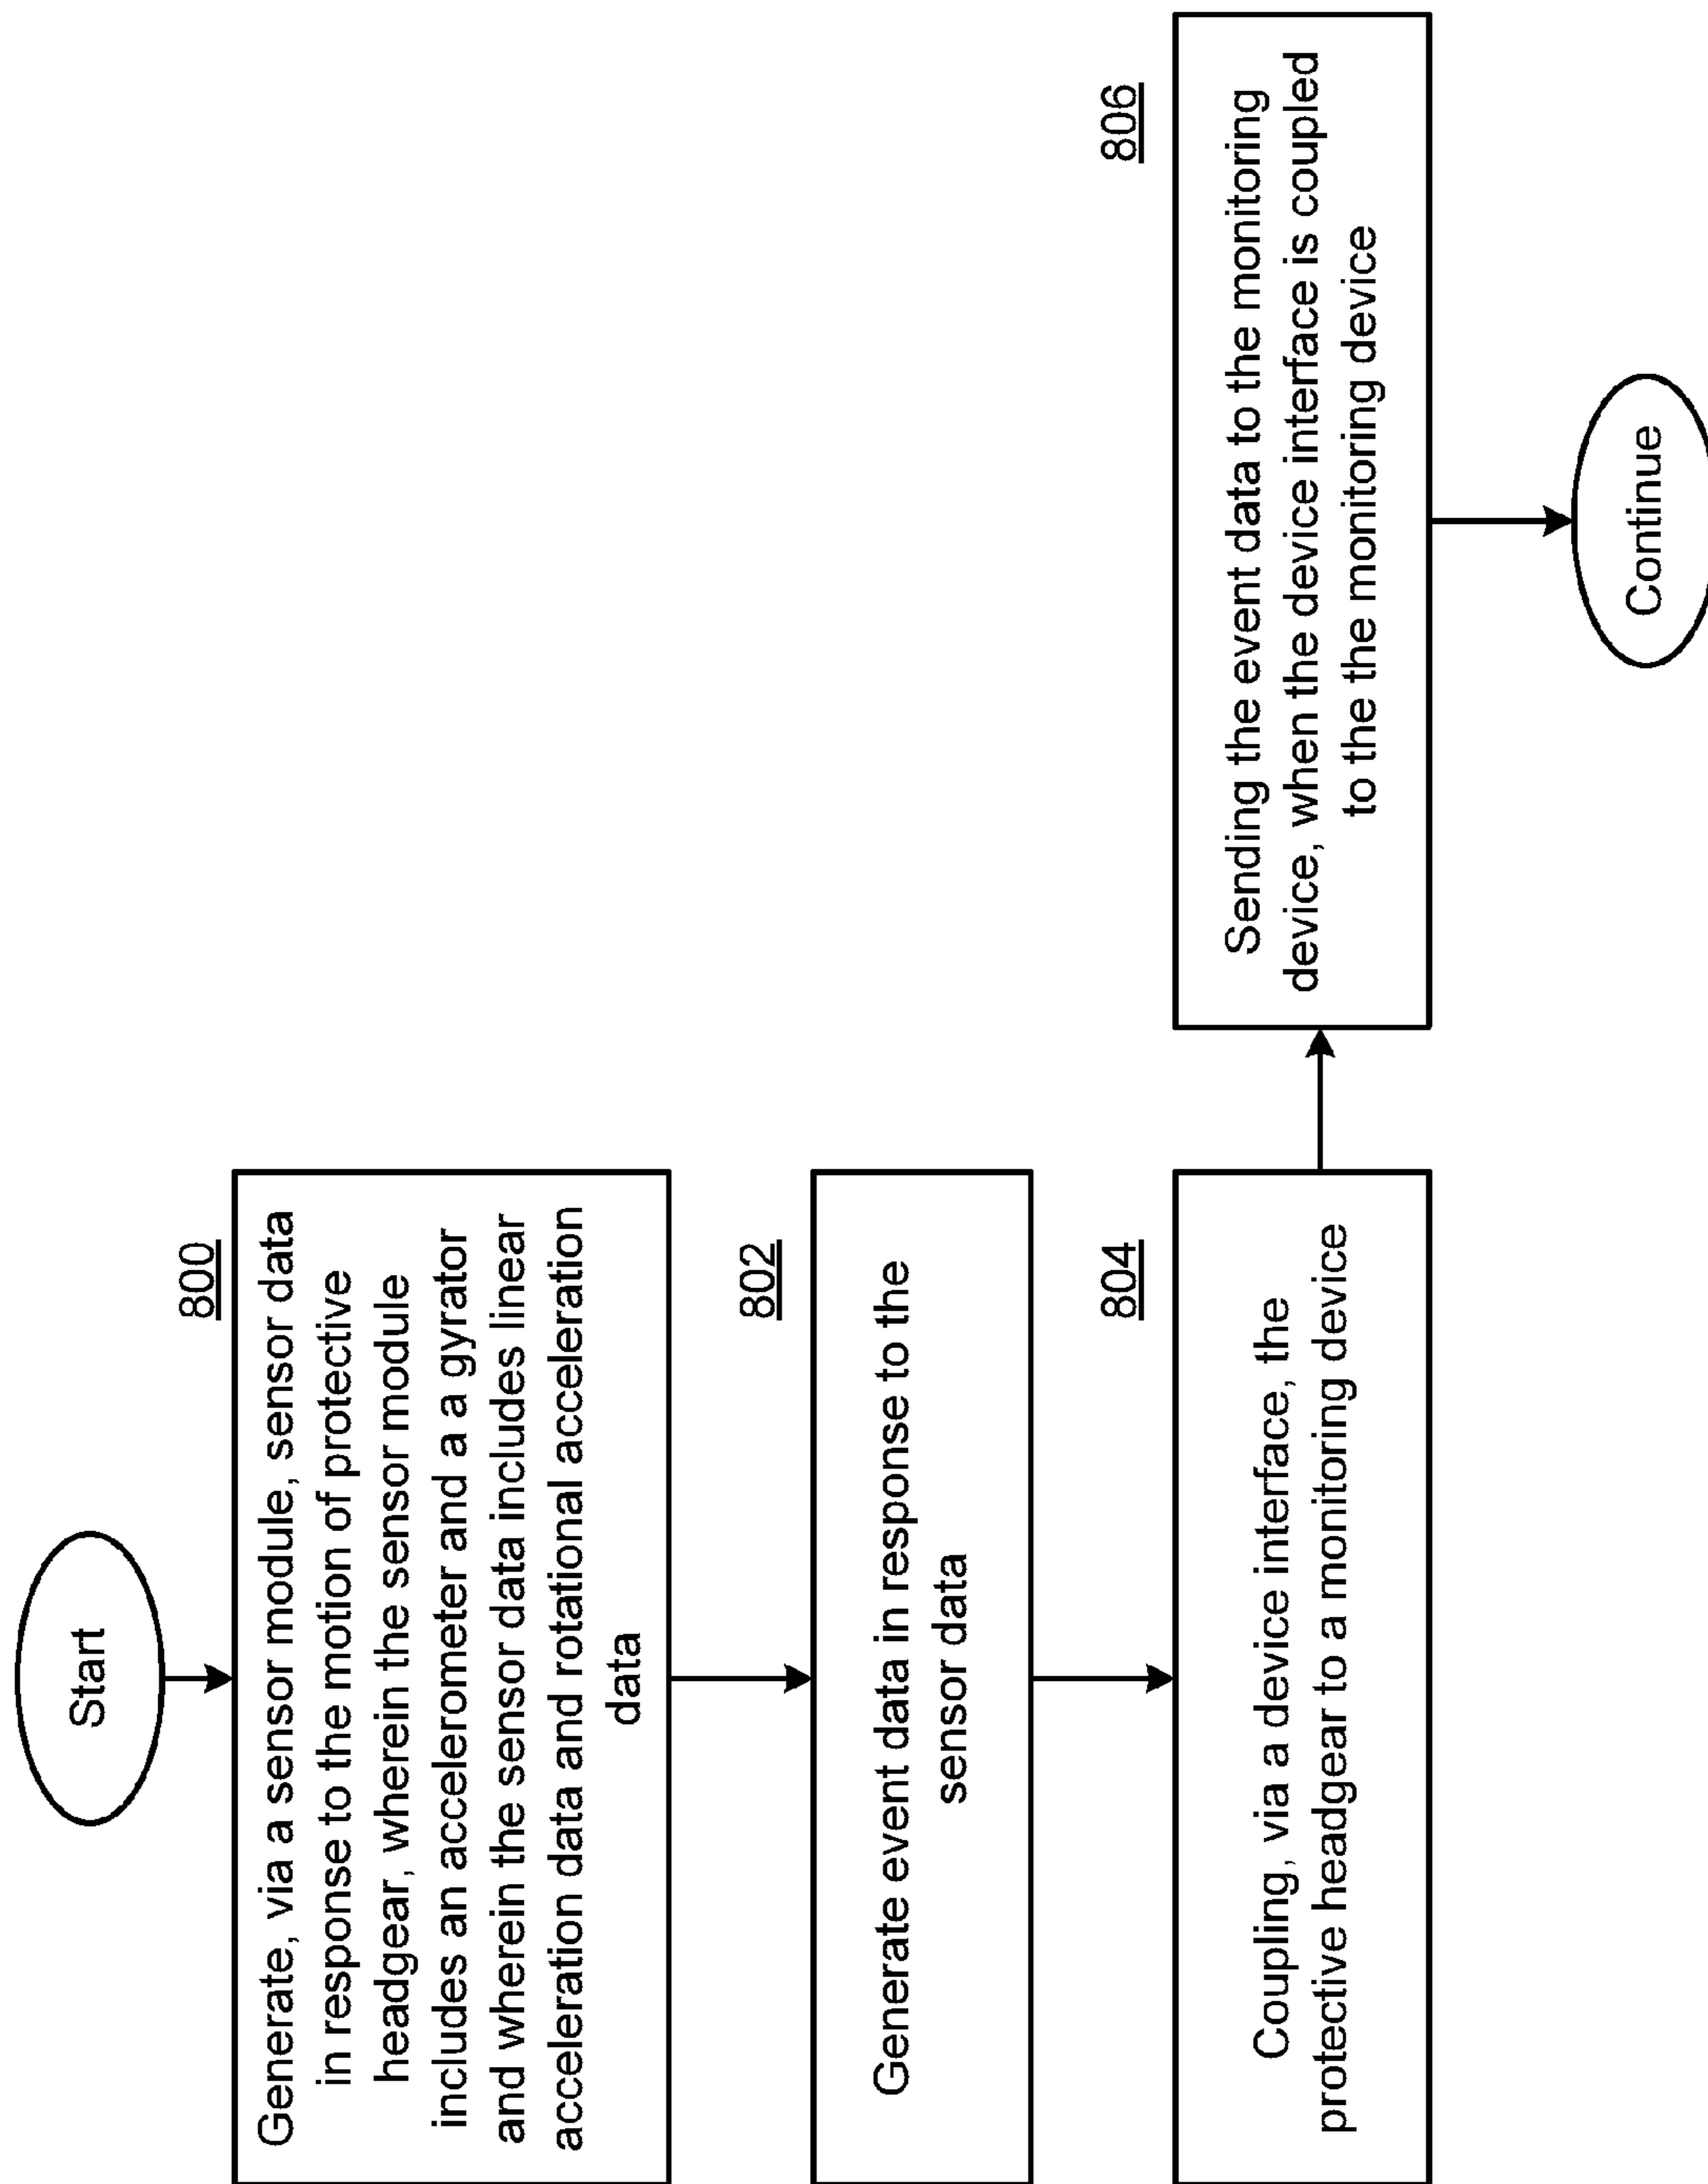 Start
800
Generate, via a sensor module, sensor data
in response to the motion of protective
headgear, wherein the sensor module
includes an accelerometer and a a gyrator
and wherein the sensor data includes linear
acceleration data and rotational acceleration
data
802
Generate event data in response to the
sensor data
804
Coupling, via a device interface, the
protective headgear to a monitoring device
806
Sending the event data to the monitoring
device, when the device interface is coupled
to the the monitoring device
Continue